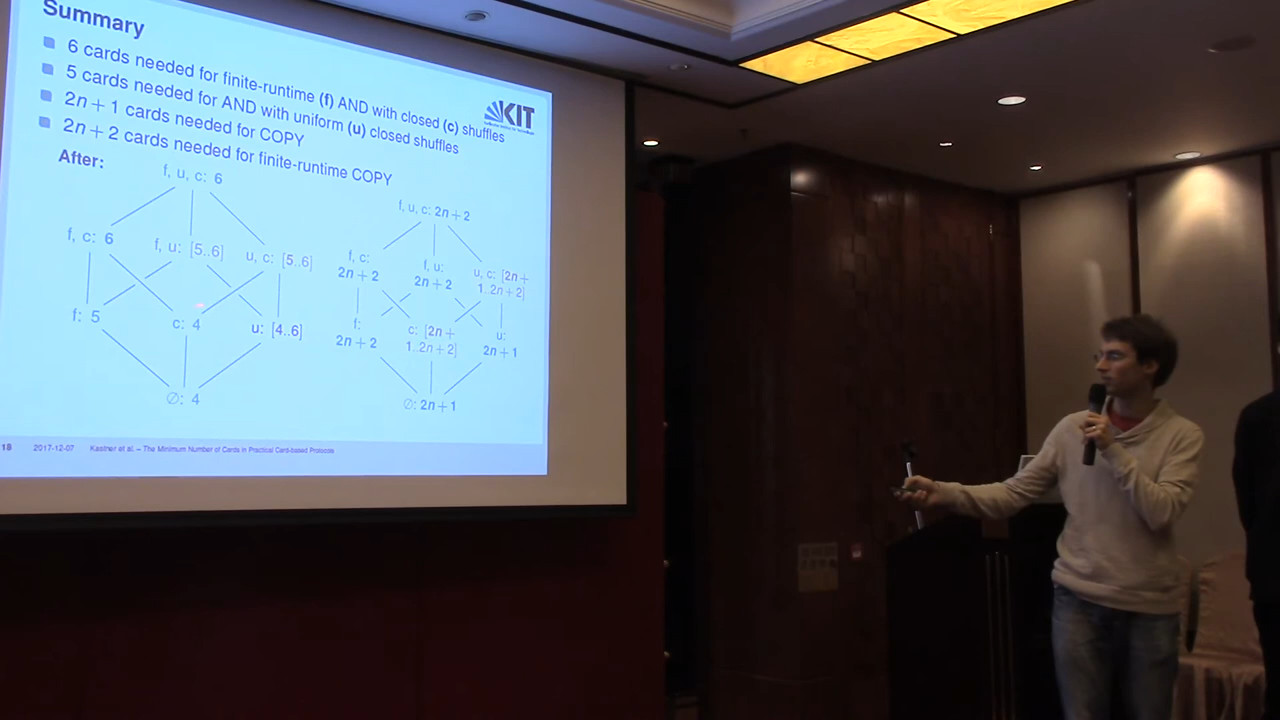 Summary
6 cards needed for finite-runtime (f) AND with closed (c) shuffles
5 cards needed for AND with uniform (u) closed shuffles
2n + 1 cards needed for COPY
2n + 2 cards needed for finite-runtime COPY
KIT
After:
f, u, c: 6
f, c: 6
f, u: [5..6]
u, c: [5..6]
f: 5
c: 4
u: [4..6]
∅: 4
f, u, c: 2n + 2
f, c:
2n + 2
f, u:
2n + 2
u, c: [2n +
1..2n + 2]
f:
2n + 2
c: [2n +
1..2n + 2]
u:
2n + 1
∅: 2n + 1
18 2017-12-07 Kastner et al. – The Minimum Number of Cards in Practical Card-based Protocols